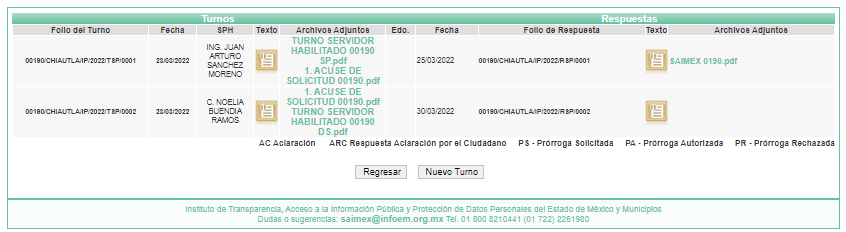 Turnos Respuestas
Folio del Turno Fecha SPH Texto Archivos Adjuntos Edo. Fecha Folio de Respuesta Texto Archivos Adjuntos
00190/CHIAUTLA/IP/2022/TSP/0001 23/03/2022 ING. JUAN ARTURO SANCHEZ MORENO TURNO SERVIDOR HABILITADO 00190 SP.pdf 1. ACUSE DE SOLICITUD 00190.pdf 25/03/2022 00190/CHIAUTLA/IP/2022/RSP/0001 SAIMEX 0190.pdf
00190/CHIAUTLA/IP/2022/TSP/0002 23/03/2022 C. NOELIA BUENDIA RAMOS 1. ACUSE DE SOLICITUD 00190.pdf TURNO SERVIDOR HABILITADO 00190 DS.pdf 30/03/2022 00190/CHIAUTLA/IP/2022/RSP/0002
AC Aclaración ARC Respuesta Aclaración por el Ciudadano PS - Prórroga Solicitada PA - Prórroga Autorizada PR - Prórroga Rechazada
Regresar Nuevo Turno
Instituto de Transparencia, Acceso a la Información Pública y Protección de Datos Personales del Estado de México y Municipios
Dudas o sugerencias: saimex@infoem.org.mx Tel. 01 800 8210441 (01 722) 2261980